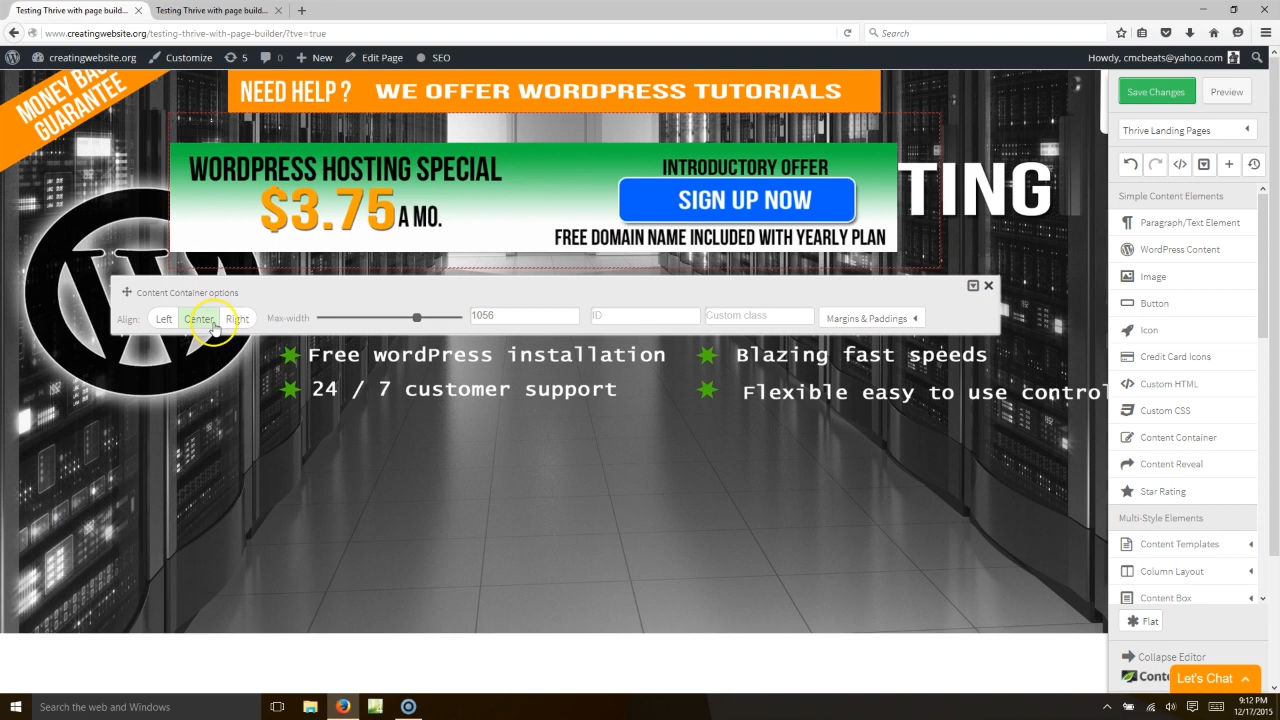 Testing Thrive with page build...
Testing Thrive with page build...
www.creatingwebsite.org/testing-thrive-with-page-builder/?tve=true
Search
creatingwebsite.org Customize 5 0 New Edit Page SEO
Howdy, cmcbeats@yahoo.com
MONEY BAC
GUARANTEE
NEED HELP ? WE OFFER WORDPRESS TUTORIALS
WORDPRESS HOSTING SPECIAL
$3.75 A MO.
INTRODUCTORY OFFER
SIGN UP NOW
FREE DOMAIN NAME INCLUDED WITH YEARLY PLAN
TING
Content Container options
Align: Left Center Right Max-width 1056 ID Custom class Margins & Paddings
Free wordPress installation
Blazing fast speeds
24 / 7 customer support
Flexible easy to use control
Save Changes Preview
Thrive Landing Pages
Simple Content Elements
Paragraph/Text Element
WordPress Content
Image
Button
Icon
Credit Card Icons
Custom HTML
Custom CSS
Content Container
Content Reveal
Star Rating
Multi-Style Elements
Content Templates
Column Layout
Content Box
Flat
Collapse Editor
Conte
Let's Chat
Search the web and Windows
9:12 PM
12/17/2015